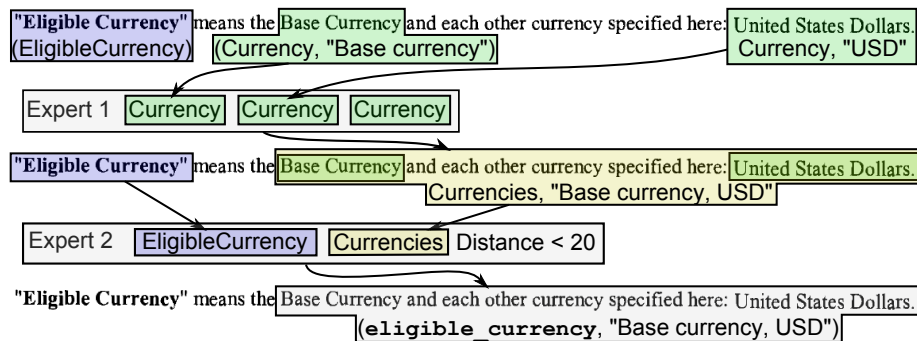 "Eligible Currency" means the Base Currency and each other currency specified here: United States Dollars.
(EligibleCurrency) (Currency, "Base currency") Currency, "USD"
Expert 1 Currency Currency Currency
"Eligible Currency" means the Base Currency and each other currency specified here: United States Dollars.
Currencies, "Base currency, USD"
Expert 2 EligibleCurrency Currencies Distance < 20
"Eligible Currency" means the Base Currency and each other currency specified here: United States Dollars.
(eligible_currency, "Base currency, USD")